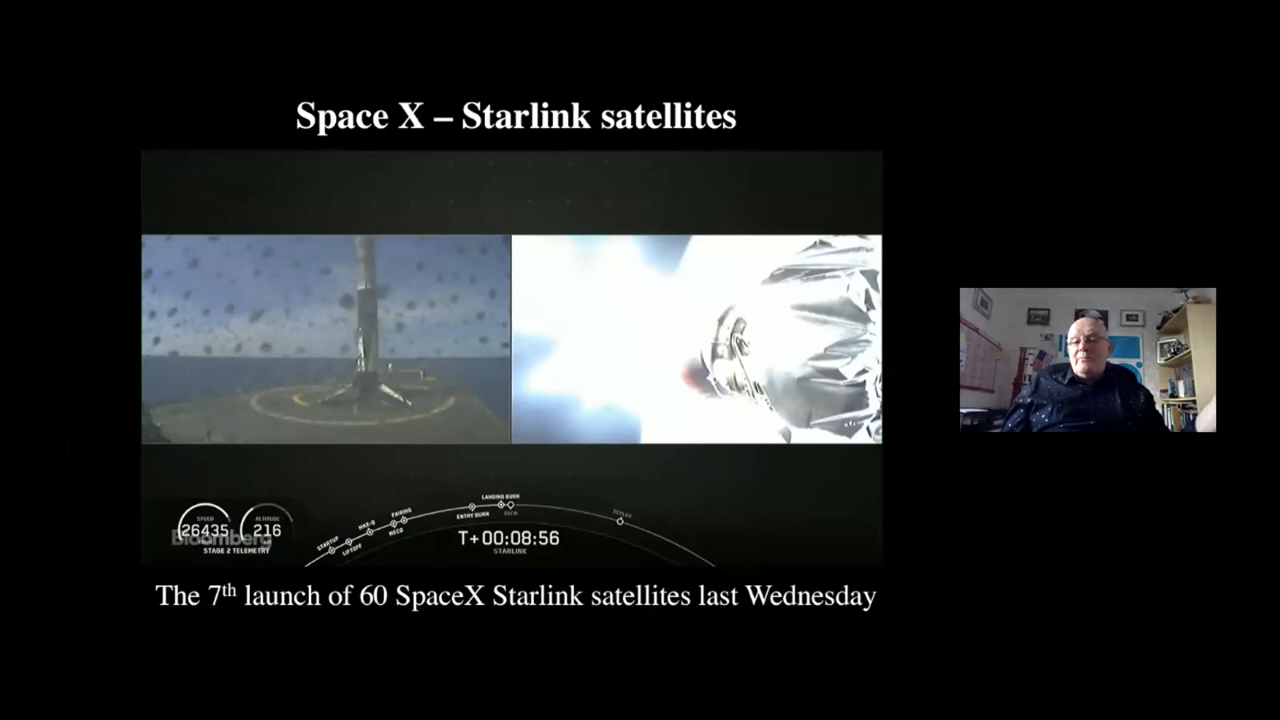 Space X – Starlink satellites
STARTUP
LIFTOFF
MAX-Q
MECO
FAIRING
ENTRY BURN
LANDING BURN
SECO
DEPLOY
SPEED
26435
ALTITUDE
216
Bloomberg
STAGE 2 TELEMETRY
T+00:08:56
STARLINK
The 7th launch of 60 SpaceX Starlink satellites last Wednesday